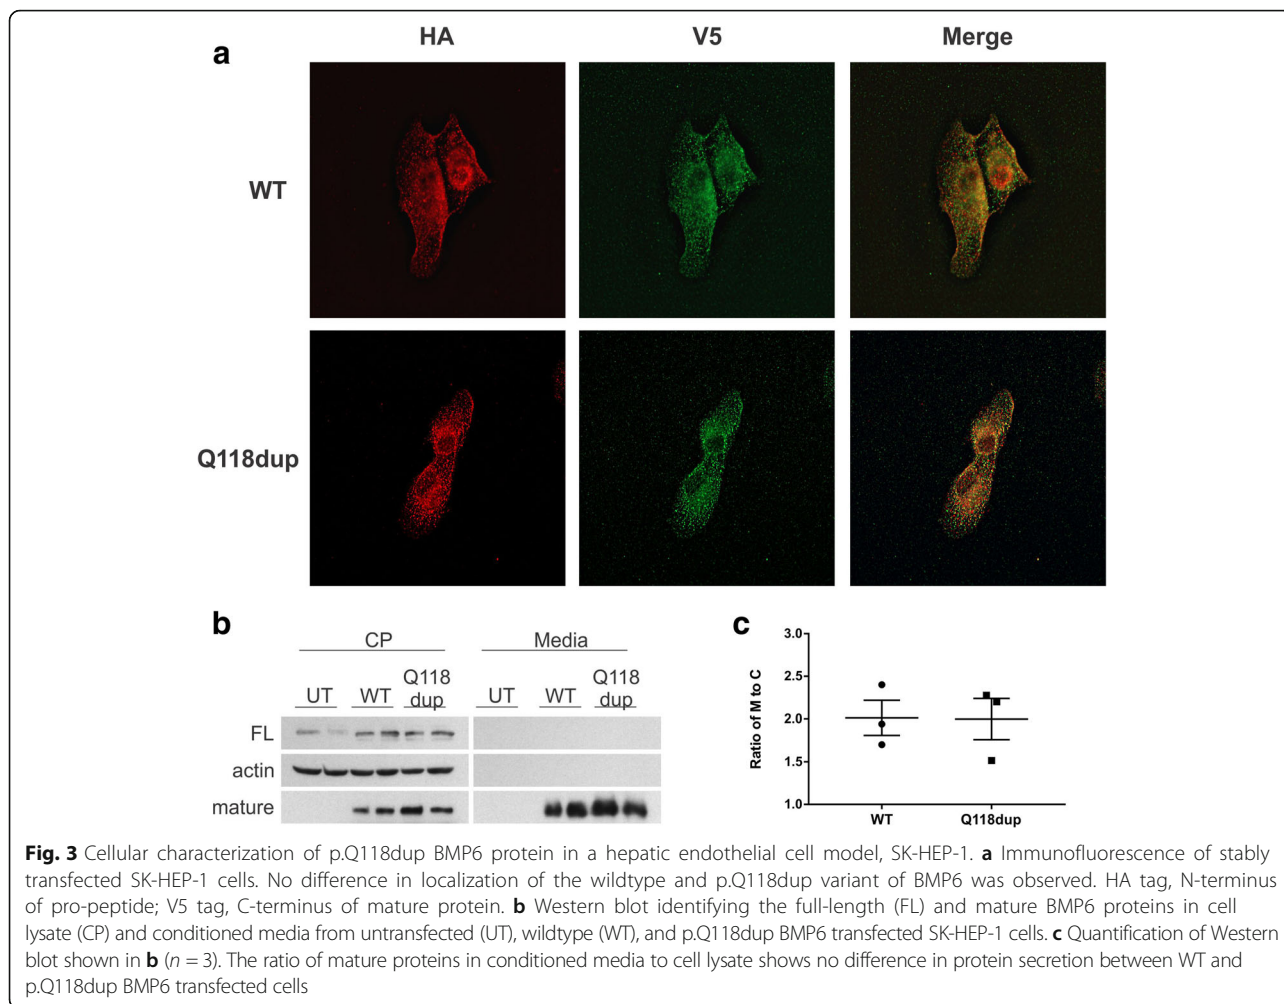 HA V5 Merge
a
WT
Q118dup
b
CP Media
UT WT Q118 dup UT WT Q118 dup
FL
actin
mature
c
3.0
2.5
2.0
1.5
1.0
Ratio of M to C
WT Q118dup
Fig. 3 Cellular characterization of p.Q118dup BMP6 protein in a hepatic endothelial cell model, SK-HEP-1. a Immunofluorescence of stably
transfected SK-HEP-1 cells. No difference in localization of the wildtype and p.Q118dup variant of BMP6 was observed. HA tag, N-terminus
of pro-peptide; V5 tag, C-terminus of mature protein. b Western blot identifying the full-length (FL) and mature BMP6 proteins in cell
lysate (CP) and conditioned media from untransfected (UT), wildtype (WT), and p.Q118dup BMP6 transfected SK-HEP-1 cells. c Quantification of Western
blot shown in b (n = 3). The ratio of mature proteins in conditioned media to cell lysate shows no difference in protein secretion between WT and
p.Q118dup BMP6 transfected cells